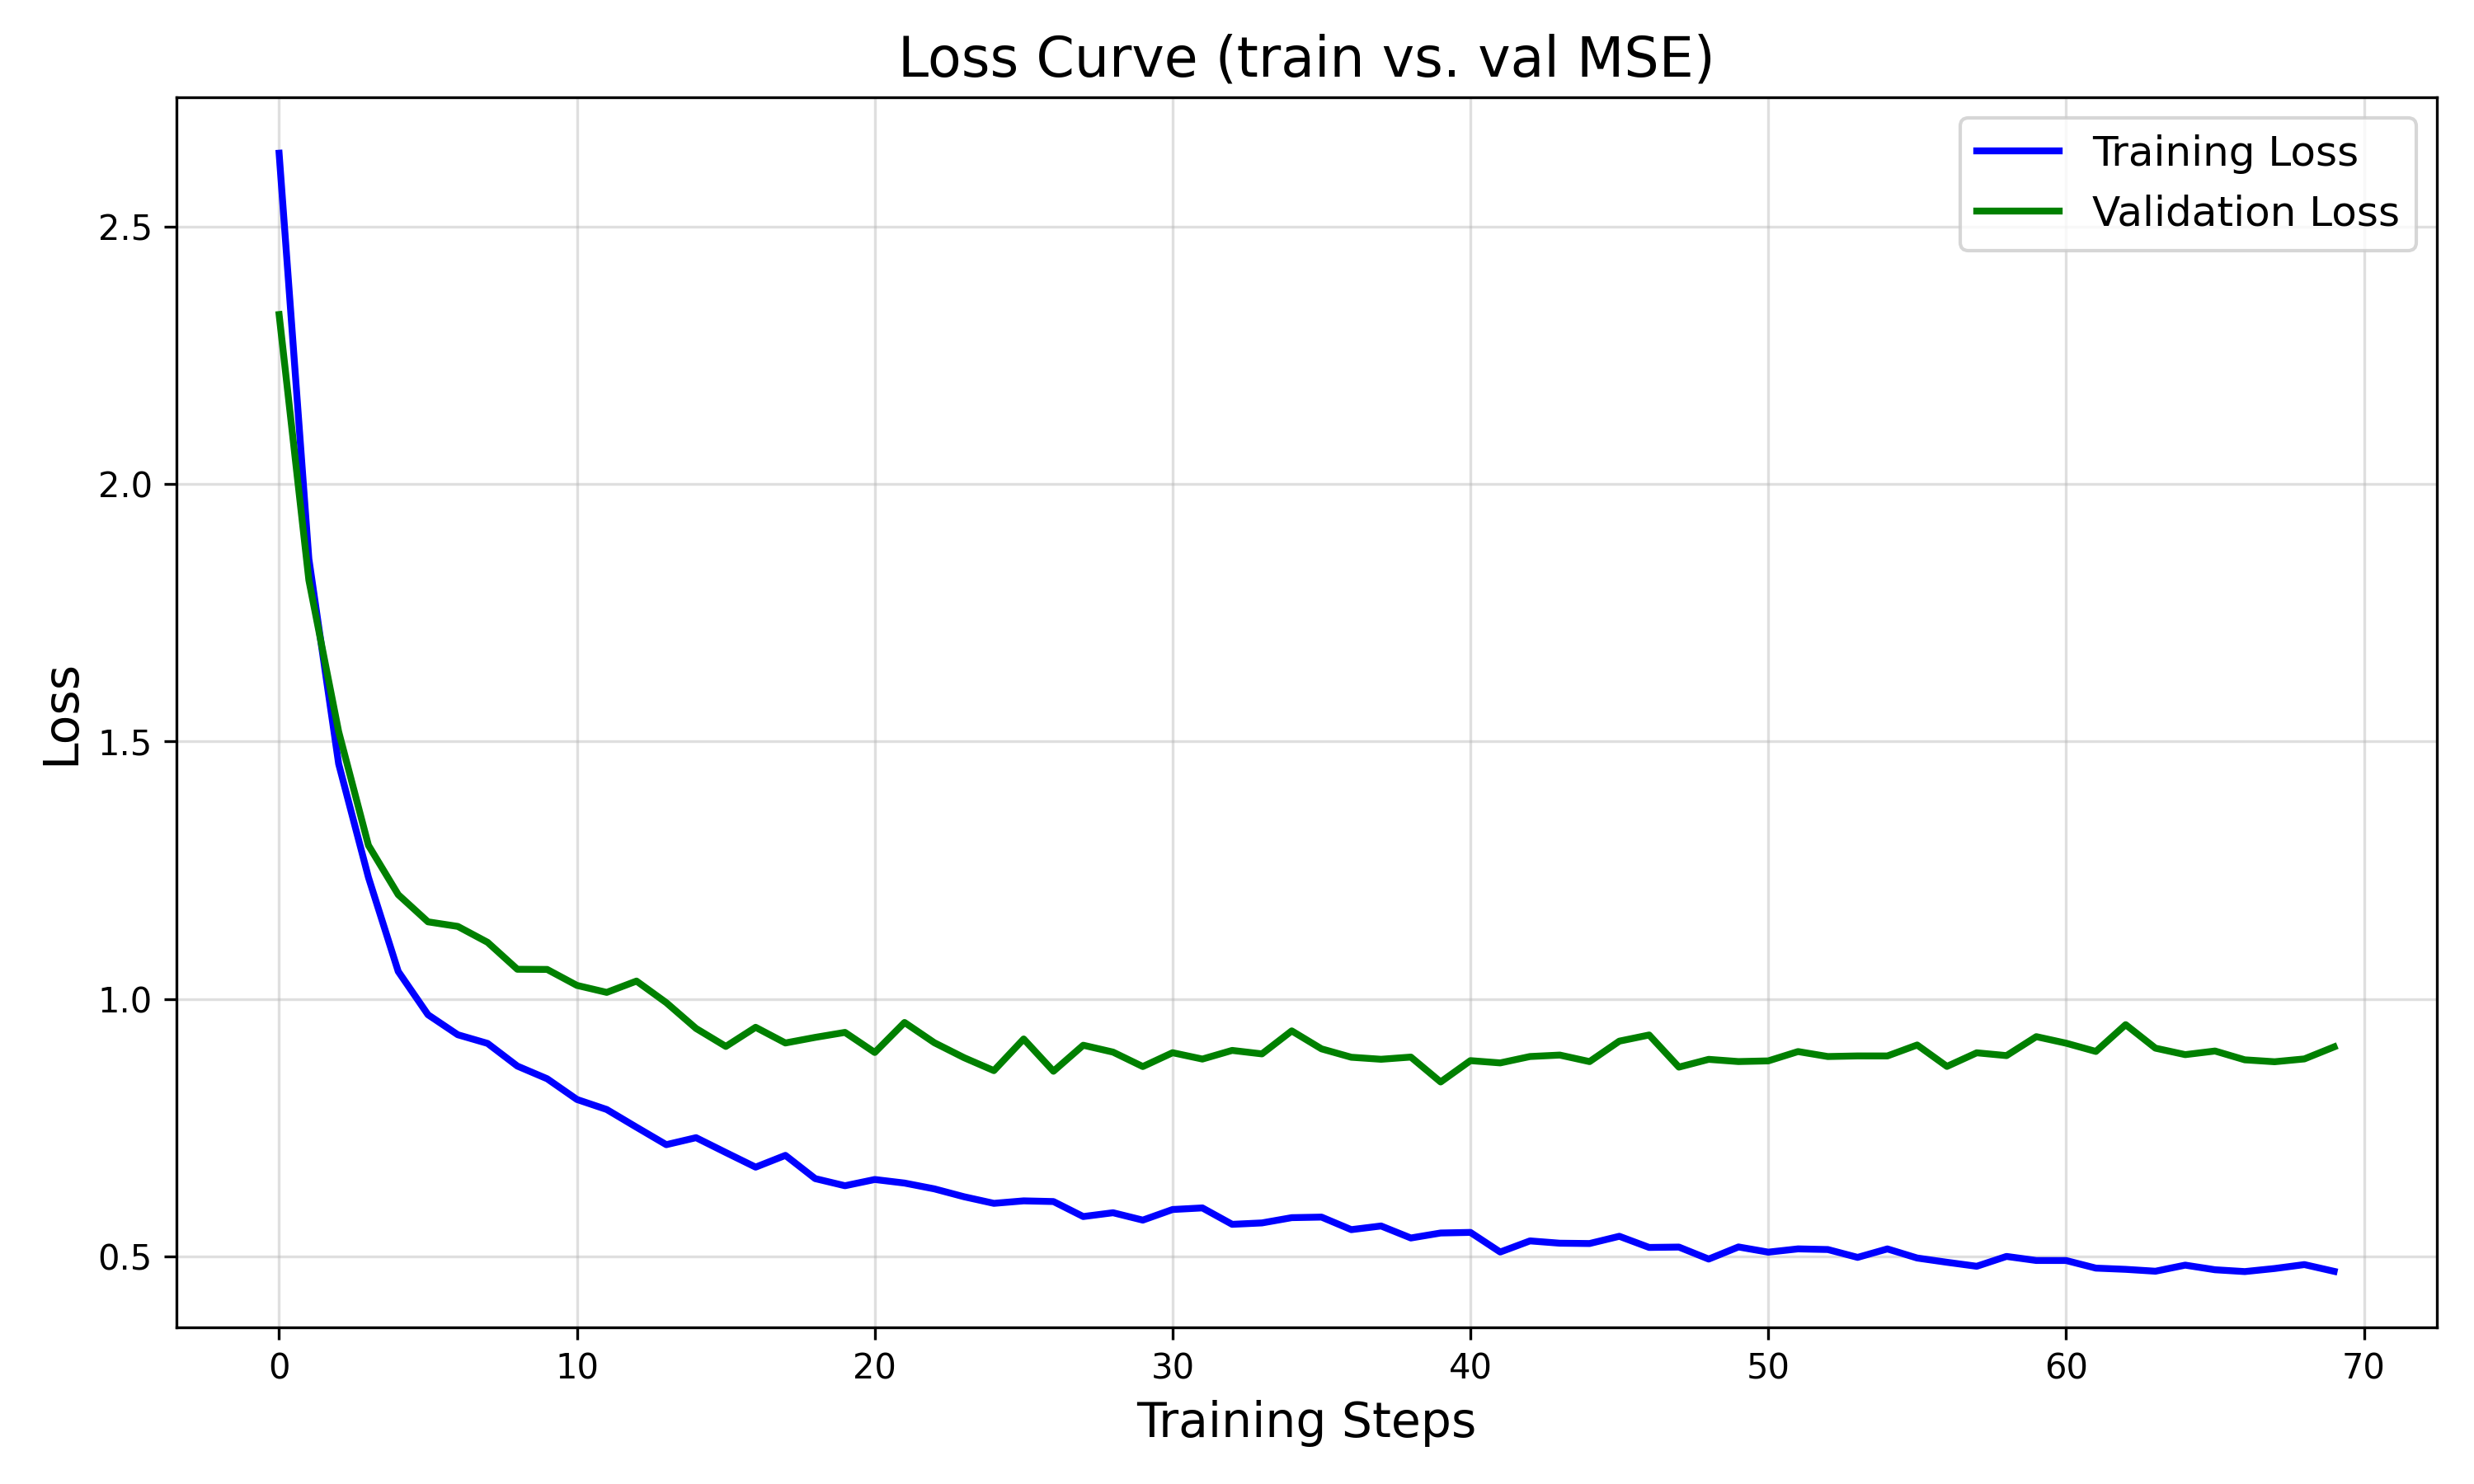 Loss Curve (train vs. val MSE)
Training Loss
Validation Loss
Loss
2.5
2.0
1.5
1.0
0.5
0 10 20 30 40 50 60 70
Training Steps